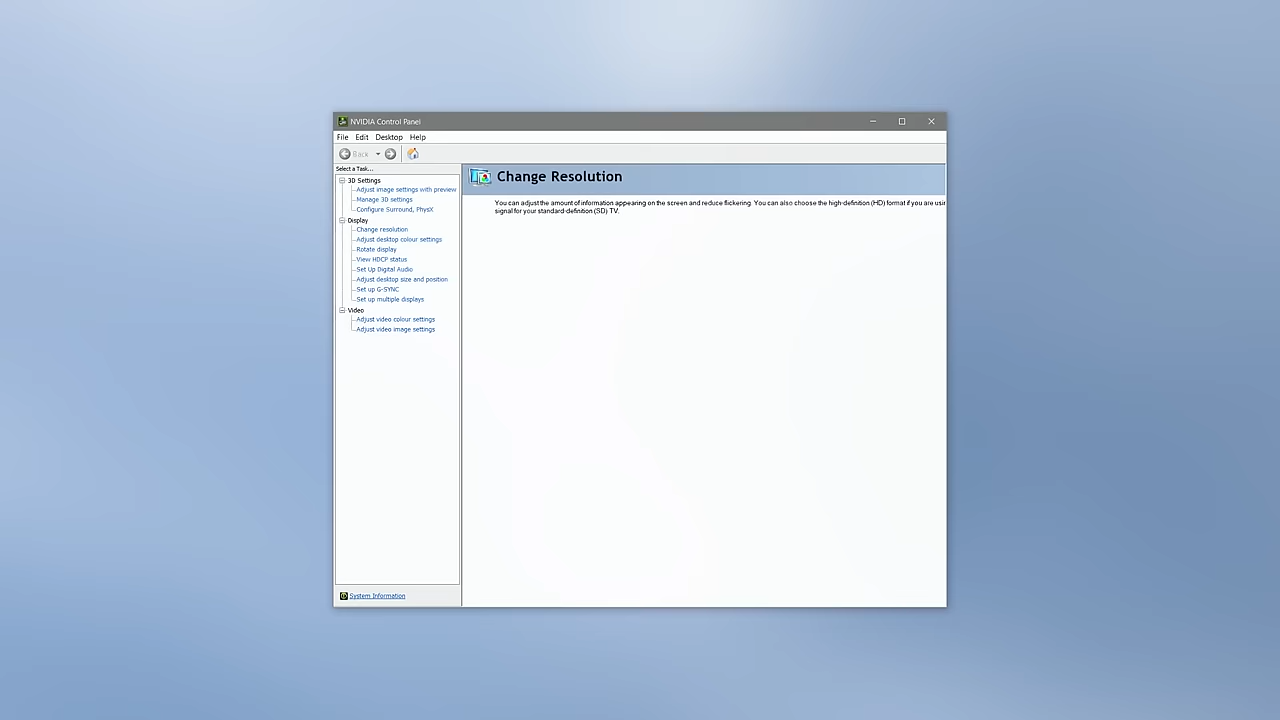 NVIDIA Control Panel
File Edit Desktop Help
Back
Select a Task...
3D Settings
Adjust image settings with preview
Manage 3D settings
Configure Surround, PhysX
Display
Change resolution
Adjust desktop colour settings
Rotate display
View HDCP status
Set Up Digital Audio
Adjust desktop size and position
Set up G-SYNC
Set up multiple displays
Video
Adjust video colour settings
Adjust video image settings
System Information
Change Resolution
You can adjust the amount of information appearing on the screen and reduce flickering. You can also choose the high-definition (HD) format if you are usi
signal for your standard-definition (SD) TV.